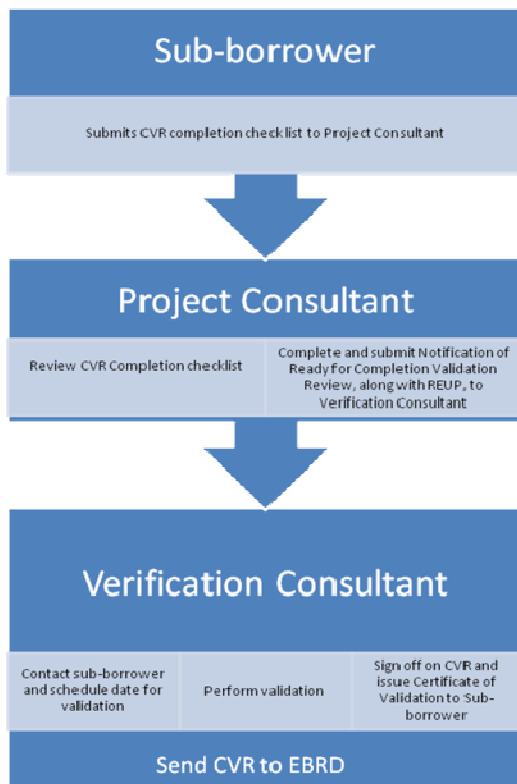 Sub-borrower
Submits CVR completion checklist to Project Consultant
Project Consultant
Review CVR Completion checklist
Complete and submit Notification of
Ready for Completion Validation
Review, along with REUP, to
Verification Consultant
Verification Consultant
Contact sub-borrower
and schedule date for
validation
Perform validation
Sign off on CVR and
issue Certificate of
Validation to Sub-
borrower
Send CVR to EBRD